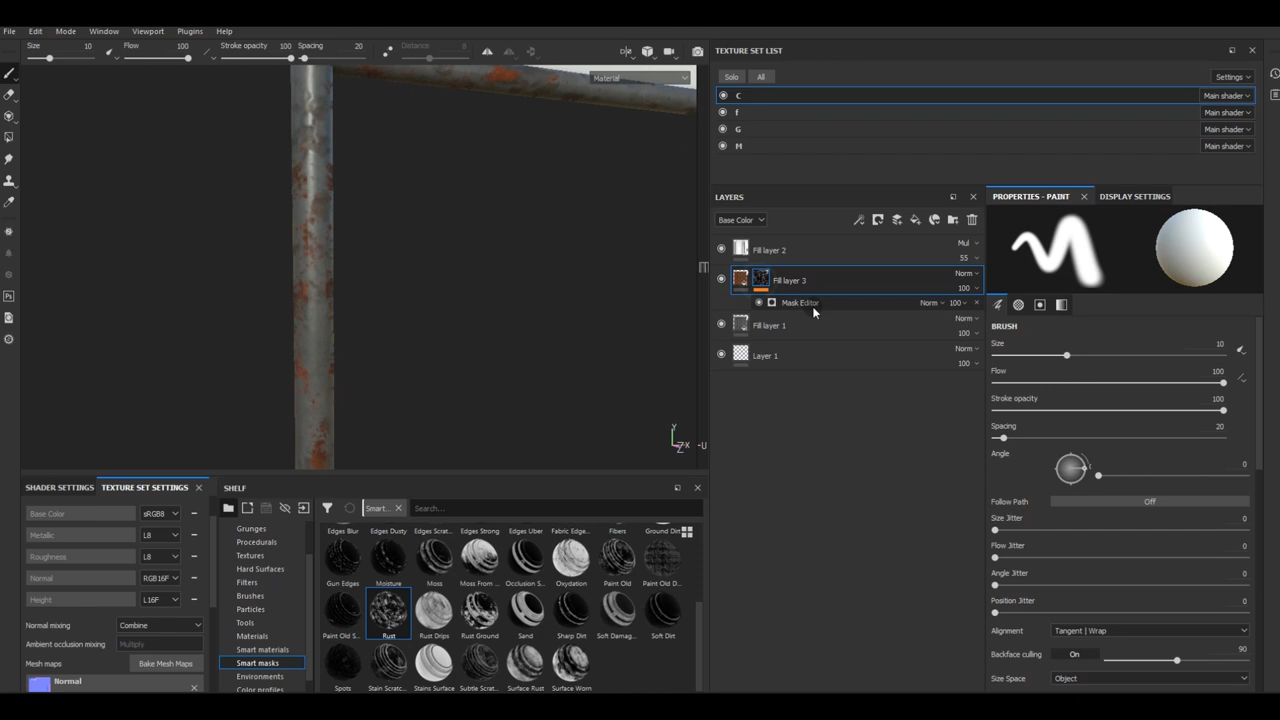 File Edit Mode Window Viewport Plugins Help
Size 10 Flow 100 Stroke opacity 100 Spacing 20 Distance 8
Material
TEXTURE SET LIST
Solo All Settings
C Main shader
f Main shader
G Main shader
M Main shader
LAYERS
Base Color
Fill layer 2 Mul 55
Fill layer 3 Norm 100
Mask Editor Norm 100
Fill layer 1 Norm 100
Layer 1 Norm 100
PROPERTIES - PAINT DISPLAY SETTINGS
BRUSH
Size 10
Flow 100
Stroke opacity 100
Spacing 20
Angle 0
Follow Path Off
Size Jitter 0
Flow Jitter 0
Angle Jitter 0
Position Jitter 0
Alignment Tangent | Wrap
Backface culling On 90
Size Space Object
Y
Z X -U
SHADER SETTINGS TEXTURE SET SETTINGS
Base Color sRGB8
Metallic L8
Roughness L8
Normal RGB16F
Height L16F
Normal mixing Combine
Ambient occlusion mixing Multiply
Mesh maps Bake Mesh Maps
Normal
SHELF
Smart... Search...
Grunges
Procedurals
Textures
Hard Surfaces
Filters
Brushes
Particles
Tools
Materials
Smart materials
Smart masks
Environments
Color profiles
Edges Blur Edges Dusty Edges Scrat... Edges Strong Edges Uber Fabric Edge... Fibers Ground Dirt
Gun Edges Moisture Moss Moss From ... Occlusion S... Oxydation Paint Old Paint Old D...
Paint Old S... Rust Rust Drips Rust Ground Sand Sharp Dirt Soft Damag... Soft Dirt
Spots Stain Scratc... Stains Surface Subtle Scrat... Surface Rust Surface Worn